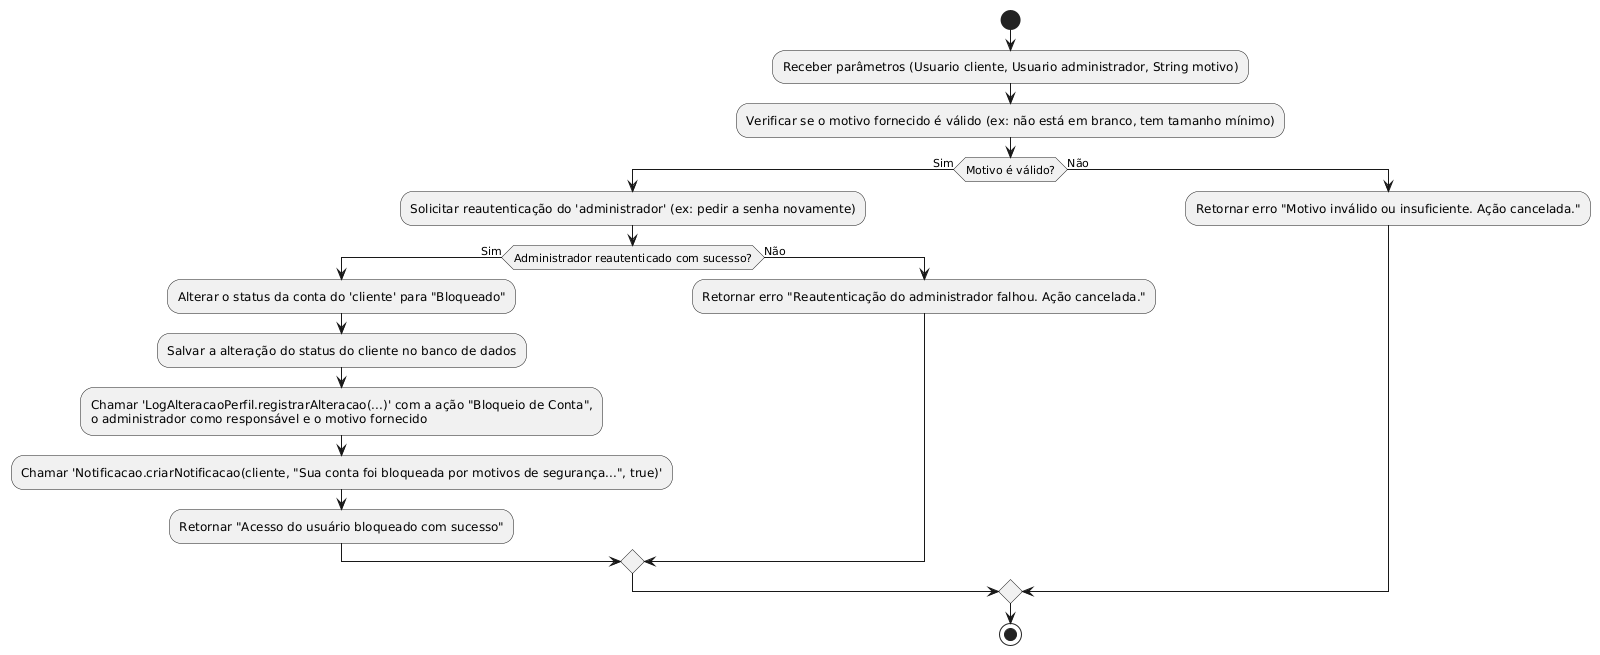 Receber parâmetros (Usuario cliente, Usuario administrador, String motivo)
Verificar se o motivo fornecido é válido (ex: não está em branco, tem tamanho mínimo)
Sim
Motivo é válido?
Não
Solicitar reautenticação do 'administrador' (ex: pedir a senha novamente)
Retornar erro "Motivo inválido ou insuficiente. Ação cancelada."
Sim
Administrador reautenticado com sucesso?
Não
Alterar o status da conta do 'cliente' para "Bloqueado"
Retornar erro "Reautenticação do administrador falhou. Ação cancelada."
Salvar a alteração do status do cliente no banco de dados
Chamar 'LogAlteracaoPerfil.registrarAlteracao(...)' com a ação "Bloqueio de Conta",
o administrador como responsável e o motivo fornecido
Chamar 'Notificacao.criarNotificacao(cliente, "Sua conta foi bloqueada por motivos de segurança...", true)'
Retornar "Acesso do usuário bloqueado com sucesso"